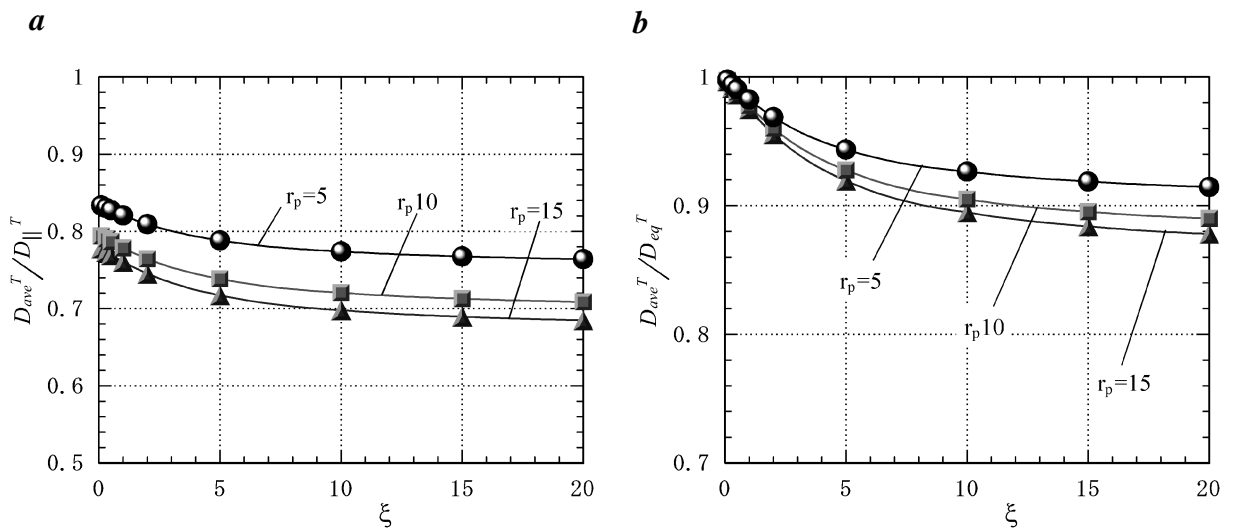 a
1
0.9
0.8
0.7
0.6
0.5
D_ave^T/D_||^T
r_p=5
r_p10
r_p=15
0 5 10 15 20
ξ
b
1
0.9
0.8
0.7
D_ave^T/D_eq^T
r_p=5
r_p10
r_p=15
0 5 10 15 20
ξ